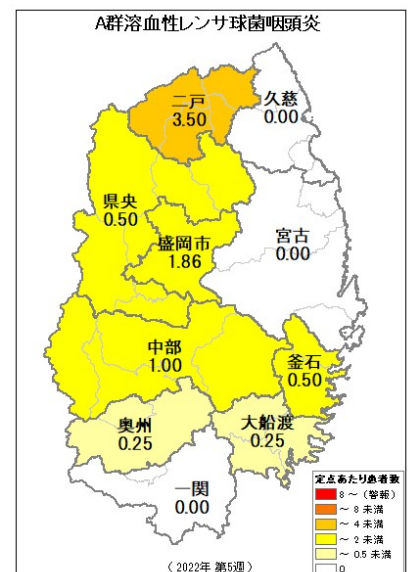 A群溶血性レンサ球菌咽頭炎
二戸
3.50
久慈
0.00
県央
0.50
盛岡市
1.86
宮古
0.00
中部
1.00
釜石
0.50
奥州
0.25
大船渡
0.25
一関
0.00
定点あたり患者数
8～（警報）
～8未満
～4未満
～2未満
～0.5未満
0
（2022年 第5週）